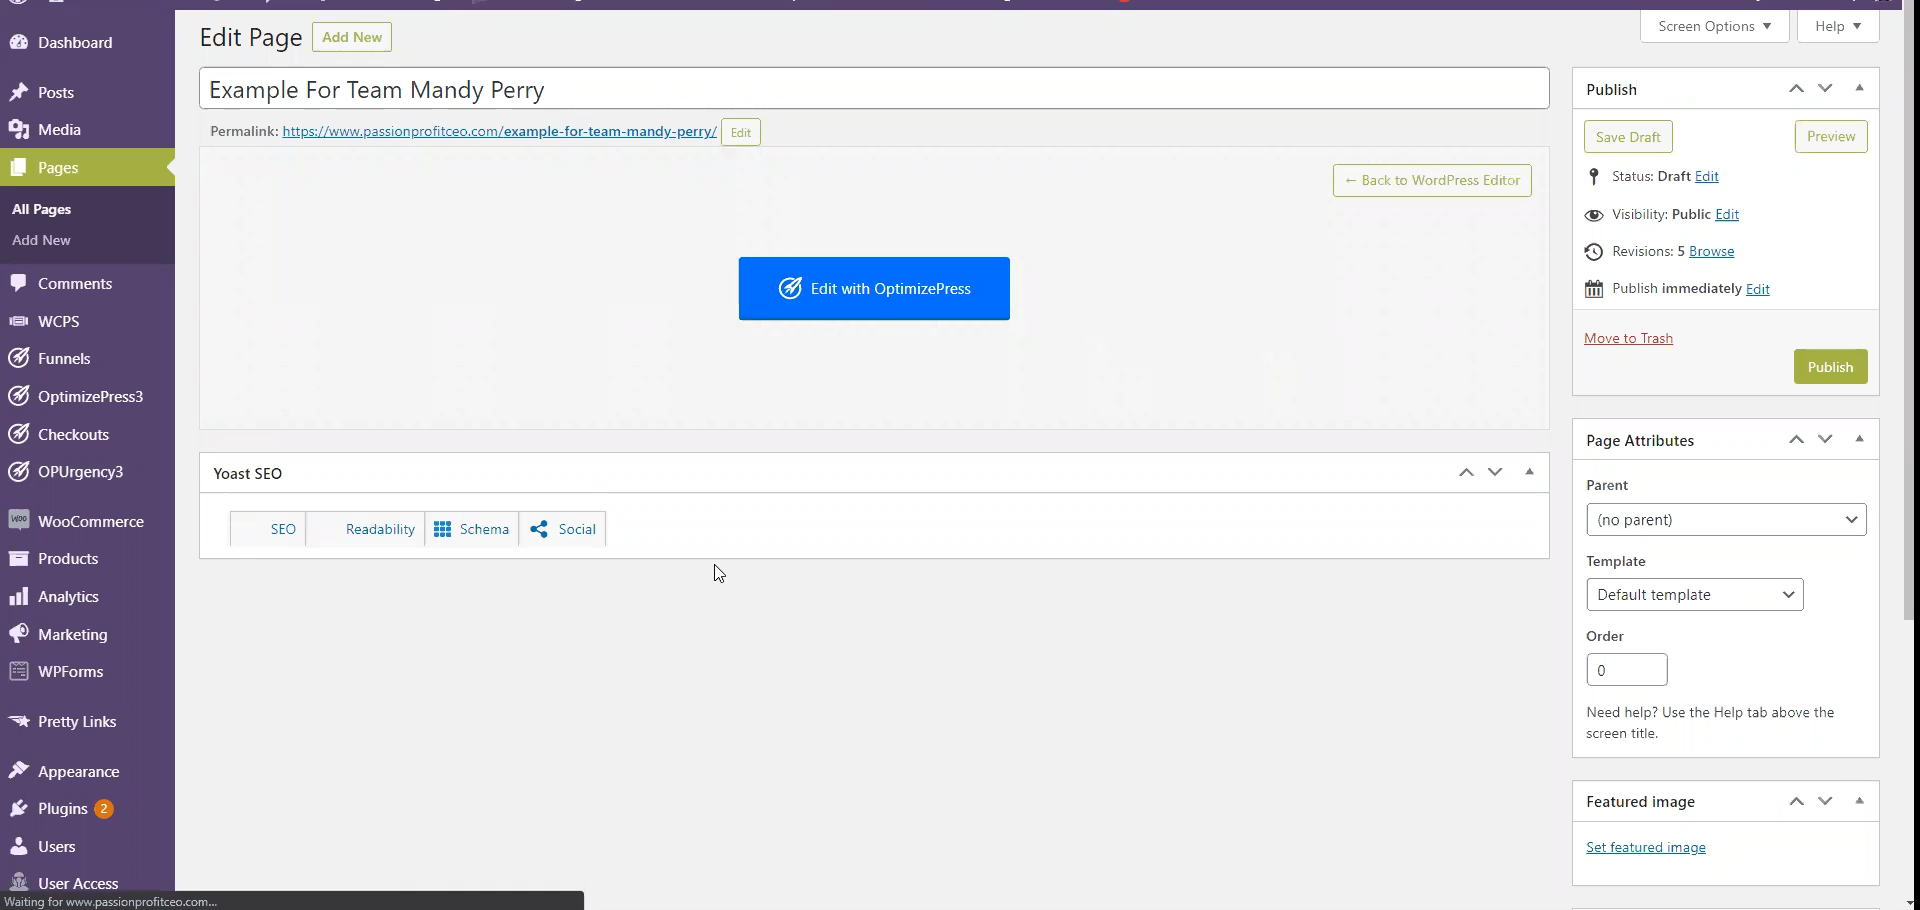 Dashboard
Posts
Media
Pages
All Pages
Add New
Comments
WCPS
Funnels
OptimizePress3
Checkouts
OPUrgency3
WooCommerce
Products
Analytics
Marketing
WPForms
Pretty Links
Appearance
Plugins 2
Users
User Access
Waiting for www.passionprofitceo.com...
Edit Page Add New
Screen Options ▼ Help ▼
Example For Team Mandy Perry
Permalink: https://www.passionprofitceo.com/example-for-team-mandy-perry/ Edit
← Back to WordPress Editor
Edit with OptimizePress
Yoast SEO
SEO Readability Schema Social
Publish
Save Draft Preview
Status: Draft Edit
Visibility: Public Edit
Revisions: 5 Browse
Publish immediately Edit
Move to Trash
Publish
Page Attributes
Parent
(no parent)
Template
Default template
Order
0
Need help? Use the Help tab above the
screen title.
Featured image
Set featured image